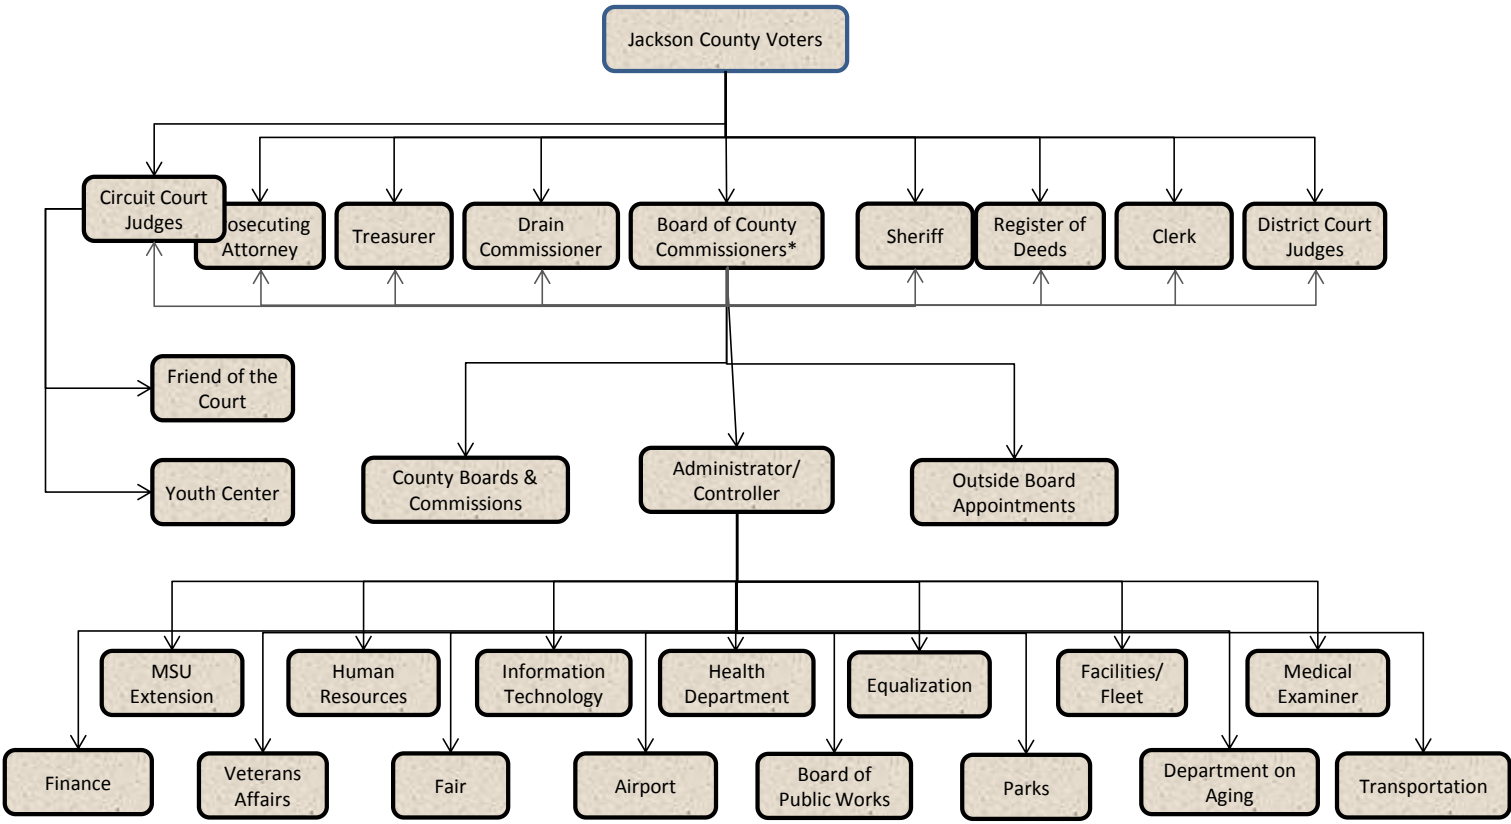 Jackson County Voters
Circuit Court
Judges
osecuting
Attorney
Treasurer
Drain
Commissioner
Board of County
Commissioners*
Sheriff
Register of
Deeds
Clerk
District Court
Judges
Friend of the
Court
Youth Center
County Boards &
Commissions
Administrator/
Controller
Outside Board
Appointments
MSU
Extension
Human
Resources
Information
Technology
Health
Department
Equalization
Facilities/
Fleet
Medical
Examiner
Finance
Veterans
Affairs
Fair
Airport
Board of
Public Works
Parks
Department on
Aging
Transportation